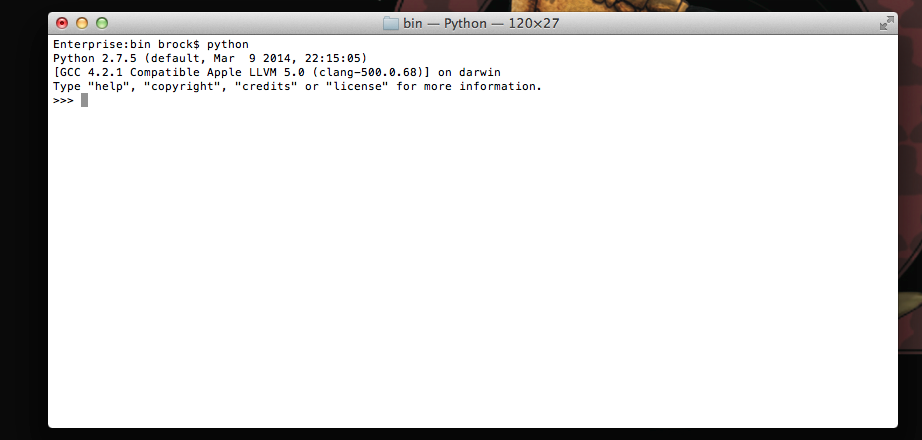 bin — Python — 120×27
Enterprise:bin brock$ python
Python 2.7.5 (default, Mar  9 2014, 22:15:05)
[GCC 4.2.1 Compatible Apple LLVM 5.0 (clang-500.0.68)] on darwin
Type "help", "copyright", "credits" or "license" for more information.
>>>